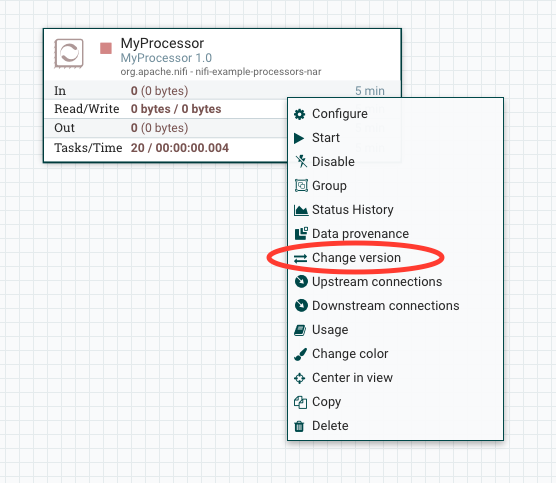 MyProcessor
MyProcessor 1.0
org.apache.nifi - nifi-example-processors-nar
In 0 (0 bytes) 5 min
Read/Write 0 bytes / 0 bytes
Out 0 (0 bytes)
Tasks/Time 20 / 00:00:00.004
Configure
Start
Disable
Group
Status History
Data provenance
Change version
Upstream connections
Downstream connections
Usage
Change color
Center in view
Copy
Delete